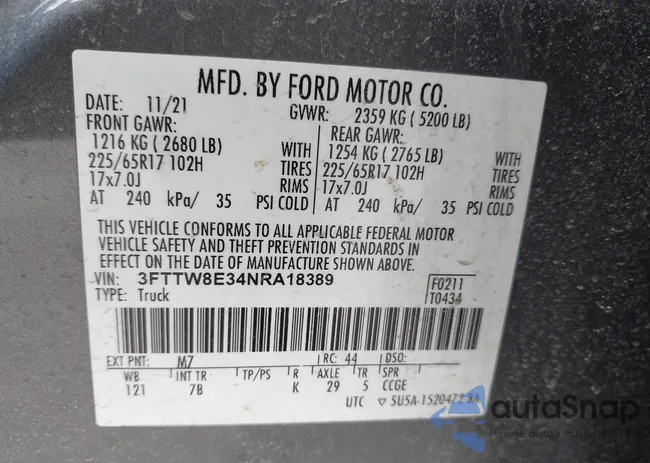 MFD. BY FORD MOTOR CO.
DATE: 11/21 GVWR: 2359 KG ( 5200 LB)
FRONT GAWR: REAR GAWR:
1216 KG ( 2680 LB) WITH 1254 KG ( 2765 LB) WITH
225/65R17 102H TIRES 225/65R17 102H TIRES
17x7.0J RIMS 17x7.0J RIMS
AT 240 kPa/ 35 PSI COLD AT 240 kPa/ 35 PSI COLD
THIS VEHICLE CONFORMS TO ALL APPLICABLE FEDERAL MOTOR
VEHICLE SAFETY AND THEFT PREVENTION STANDARDS IN
EFFECT ON THE DATE OF MANUFACTURE SHOWN ABOVE.
VIN: 3FTTW8E34NRA18389 F0211
TYPE: Truck T0434
EXT PNT: M7 RC: 44 DSO:
WB INT TR TP/PS R AXLE TR SPR
121 7B K 29 5 CCGE
UTC ▽ 5U5A-1520472-BA
autoSnap